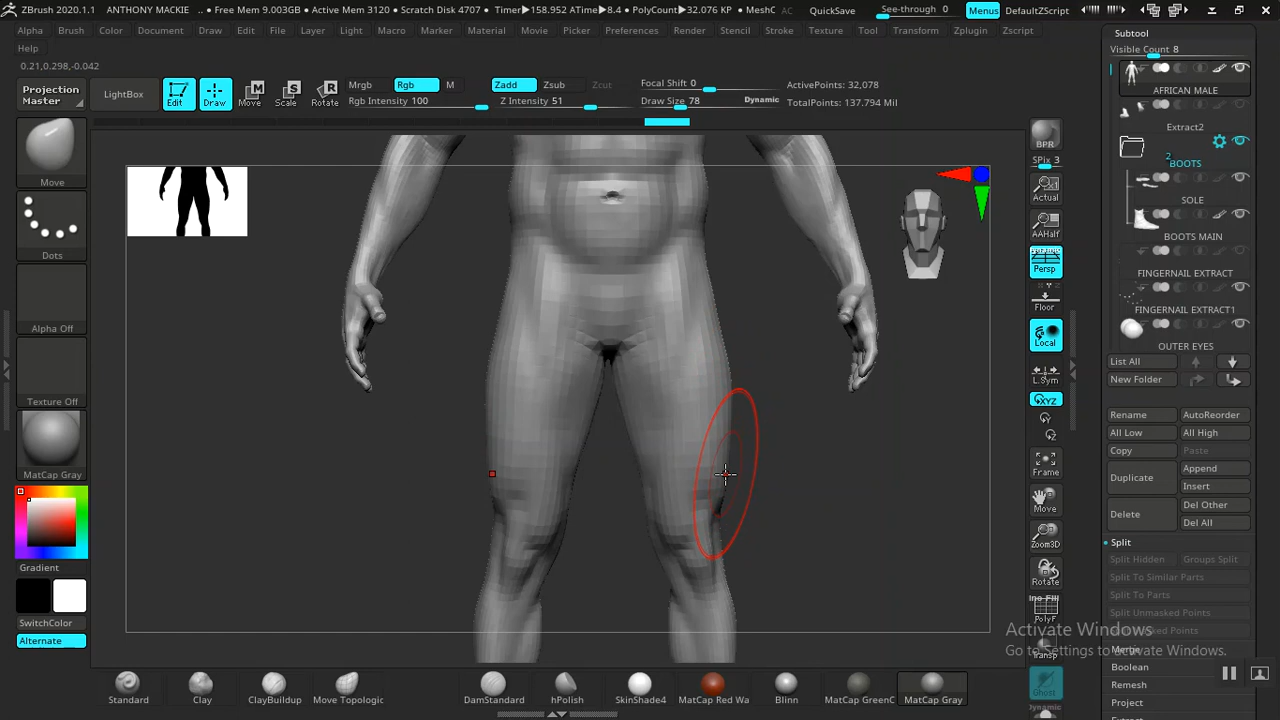 ZBrush 2020.1.1 ANTHONY MACKIE .. • Free Mem 9.003GB • Active Mem 3120 • Scratch Disk 4707 • Timer▶158.952 ATime▶8.4 • PolyCount▶32.076 KP • MeshC AC QuickSave See-through 0 Menus DefaultZScript
Alpha Brush Color Document Draw Edit File Layer Light Macro Marker Material Movie Picker Preferences Render Stencil Stroke Texture Tool Transform Zplugin Zscript
Help
0.21,0.298,-0.042
Projection Master
LightBox
Edit
Draw
Move
Scale
Rotate
Mrgb Rgb M
Rgb Intensity 100
Zadd Zsub Zcut
Z Intensity 51
Focal Shift 0
Draw Size 78 Dynamic
ActivePoints: 32,078
TotalPoints: 137.794 Mil
Move
Dots
Alpha Off
Texture Off
MatCap Gray
Gradient
SwitchColor
Alternate
BPR
SPix 3
Actual
AAHalf
Persp
Floor
Local
L.Sym
XYZ
Y
Z
Frame
Move
Zoom3D
Rotate
PolyF
Transp
Ghost
Dynamic
Subtool
Visible Count 8
AFRICAN MALE
Extract2
2
BOOTS
SOLE
BOOTS MAIN
FINGERNAIL EXTRACT
FINGERNAIL EXTRACT1
OUTER EYES
List All
New Folder
Rename AutoReorder
All Low All High
Copy
Duplicate
Append
Insert
Delete
Del Other
Del All
Split
Split Hidden Groups Split
Split To Similar Parts
Split To Parts
Split Unmasked Points
Merge
Boolean
Remesh
Project
Activate Windows
Go to Settings to Activate Windows.
Standard Clay ClayBuildup Move Topologic DamStandard hPolish SkinShade4 MatCap Red Wa Blinn MatCap GreenC MatCap Gray